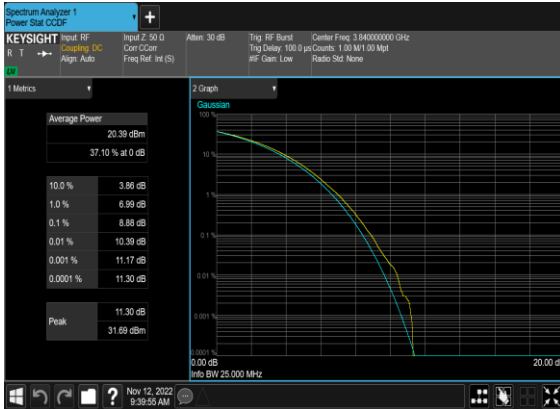 Spectrum Analyzer 1
Power Stat CCDF
+
KEYSIGHT
R T
LXI
Input: RF
Coupling: DC
Align: Auto
Input Z: 50 Ω
Corr CCorr
Freq Ref: Int (S)
Atten: 30 dB
Trig: RF Burst
Trig Delay: 100.0 µs
#IF Gain: Low
Center Freq: 3.840000000 GHz
Counts: 1.00 M/1.00 Mpt
Radio Std: None
1 Metrics
Average Power
20.39 dBm
37.10 % at 0 dB
10.0 % 3.86 dB
1.0 % 6.99 dB
0.1 % 8.88 dB
0.01 % 10.39 dB
0.001 % 11.17 dB
0.0001 % 11.30 dB
Peak
11.30 dB
31.69 dBm
2 Graph
Gaussian
100 %
10 %
1 %
0.1 %
0.01 %
0.001 %
0.0001 %
0.00 dB
20.00 d
Info BW 25.000 MHz
?
Nov 12, 2022
9:39:55 AM